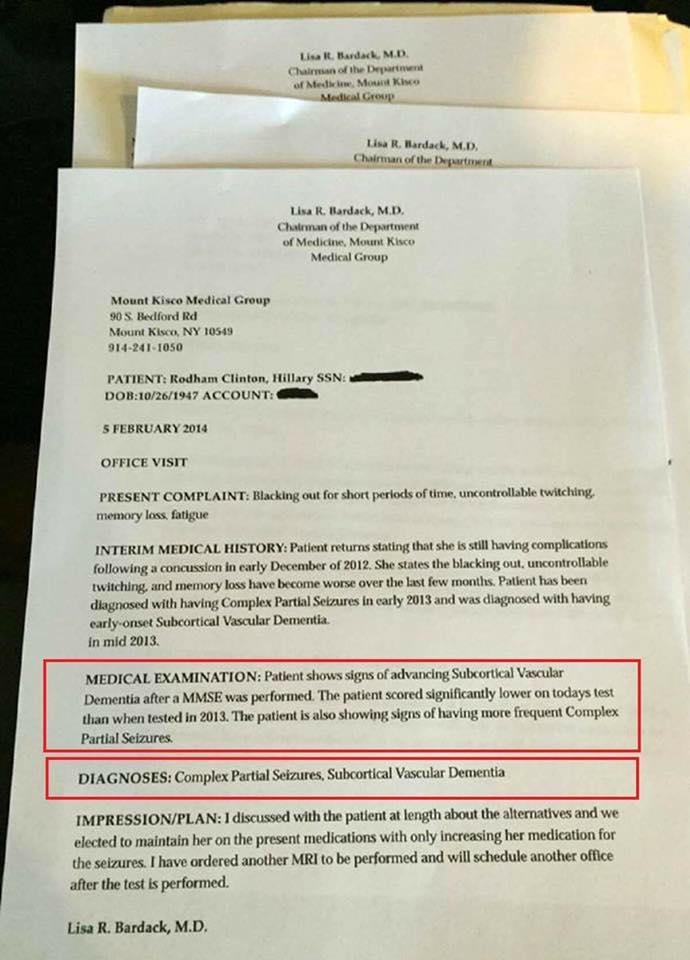 Lisa R. Bardack, M.D.
Chairman of the Department
of Medicine, Mount Kisco
Medical Group
Lisa R. Bardack, M.D.
Chairman of the Department
Lisa R. Bardack, M.D.
Chairman of the Department
of Medicine, Mount Kisco
Medical Group
Mount Kisco Medical Group
90 S. Bedford Rd
Mount Kisco, NY 10549
914-241-1050
PATIENT: Rodham Clinton, Hillary SSN:
DOB:10/26/1947 ACCOUNT:
5 FEBRUARY 2014
OFFICE VISIT
PRESENT COMPLAINT: Blacking out for short periods of time, uncontrollable twitching,
memory loss, fatigue
INTERIM MEDICAL HISTORY: Patient returns stating that she is still having complications
following a concussion in early December of 2012. She states the blacking out, uncontrollable
twitching, and memory loss have become worse over the last few months. Patient has been
diagnosed with having Complex Partial Seizures in early 2013 and was diagnosed with having
early-onset Subcortical Vascular Dementia.
in mid 2013.
MEDICAL EXAMINATION: Patient shows signs of advancing Subcortical Vascular
Dementia after a MMSE was performed. The patient scored significantly lower on todays test
than when tested in 2013. The patient is also showing signs of having more frequent Complex
Partial Seizures.
DIAGNOSES: Complex Partial Seizures, Subcortical Vascular Dementia
IMPRESSION/PLAN: I discussed with the patient at length about the alternatives and we
elected to maintain her on the present medications with only increasing her medication for
the seizures. I have ordered another MRI to be performed and will schedule another office
after the test is performed.
Lisa R. Bardack, M.D.